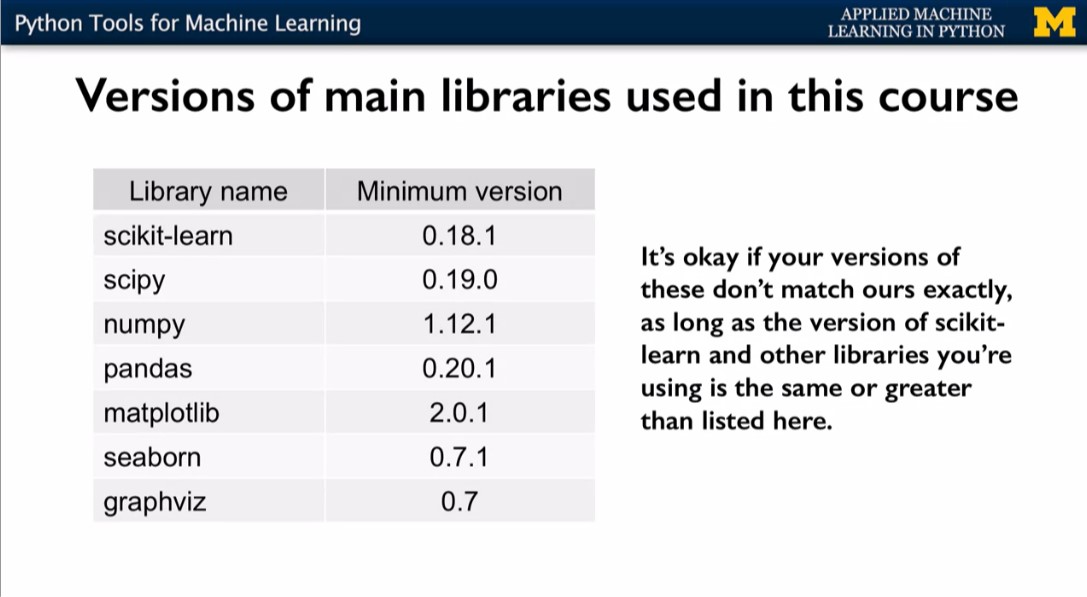 Python Tools for Machine Learning
APPLIED MACHINE
LEARNING IN PYTHON
M
Versions of main libraries used in this course
Library name Minimum version
scikit-learn 0.18.1
scipy 0.19.0
numpy 1.12.1
pandas 0.20.1
matplotlib 2.0.1
seaborn 0.7.1
graphviz 0.7
It’s okay if your versions of
these don’t match ours exactly,
as long as the version of scikit-
learn and other libraries you’re
using is the same or greater
than listed here.